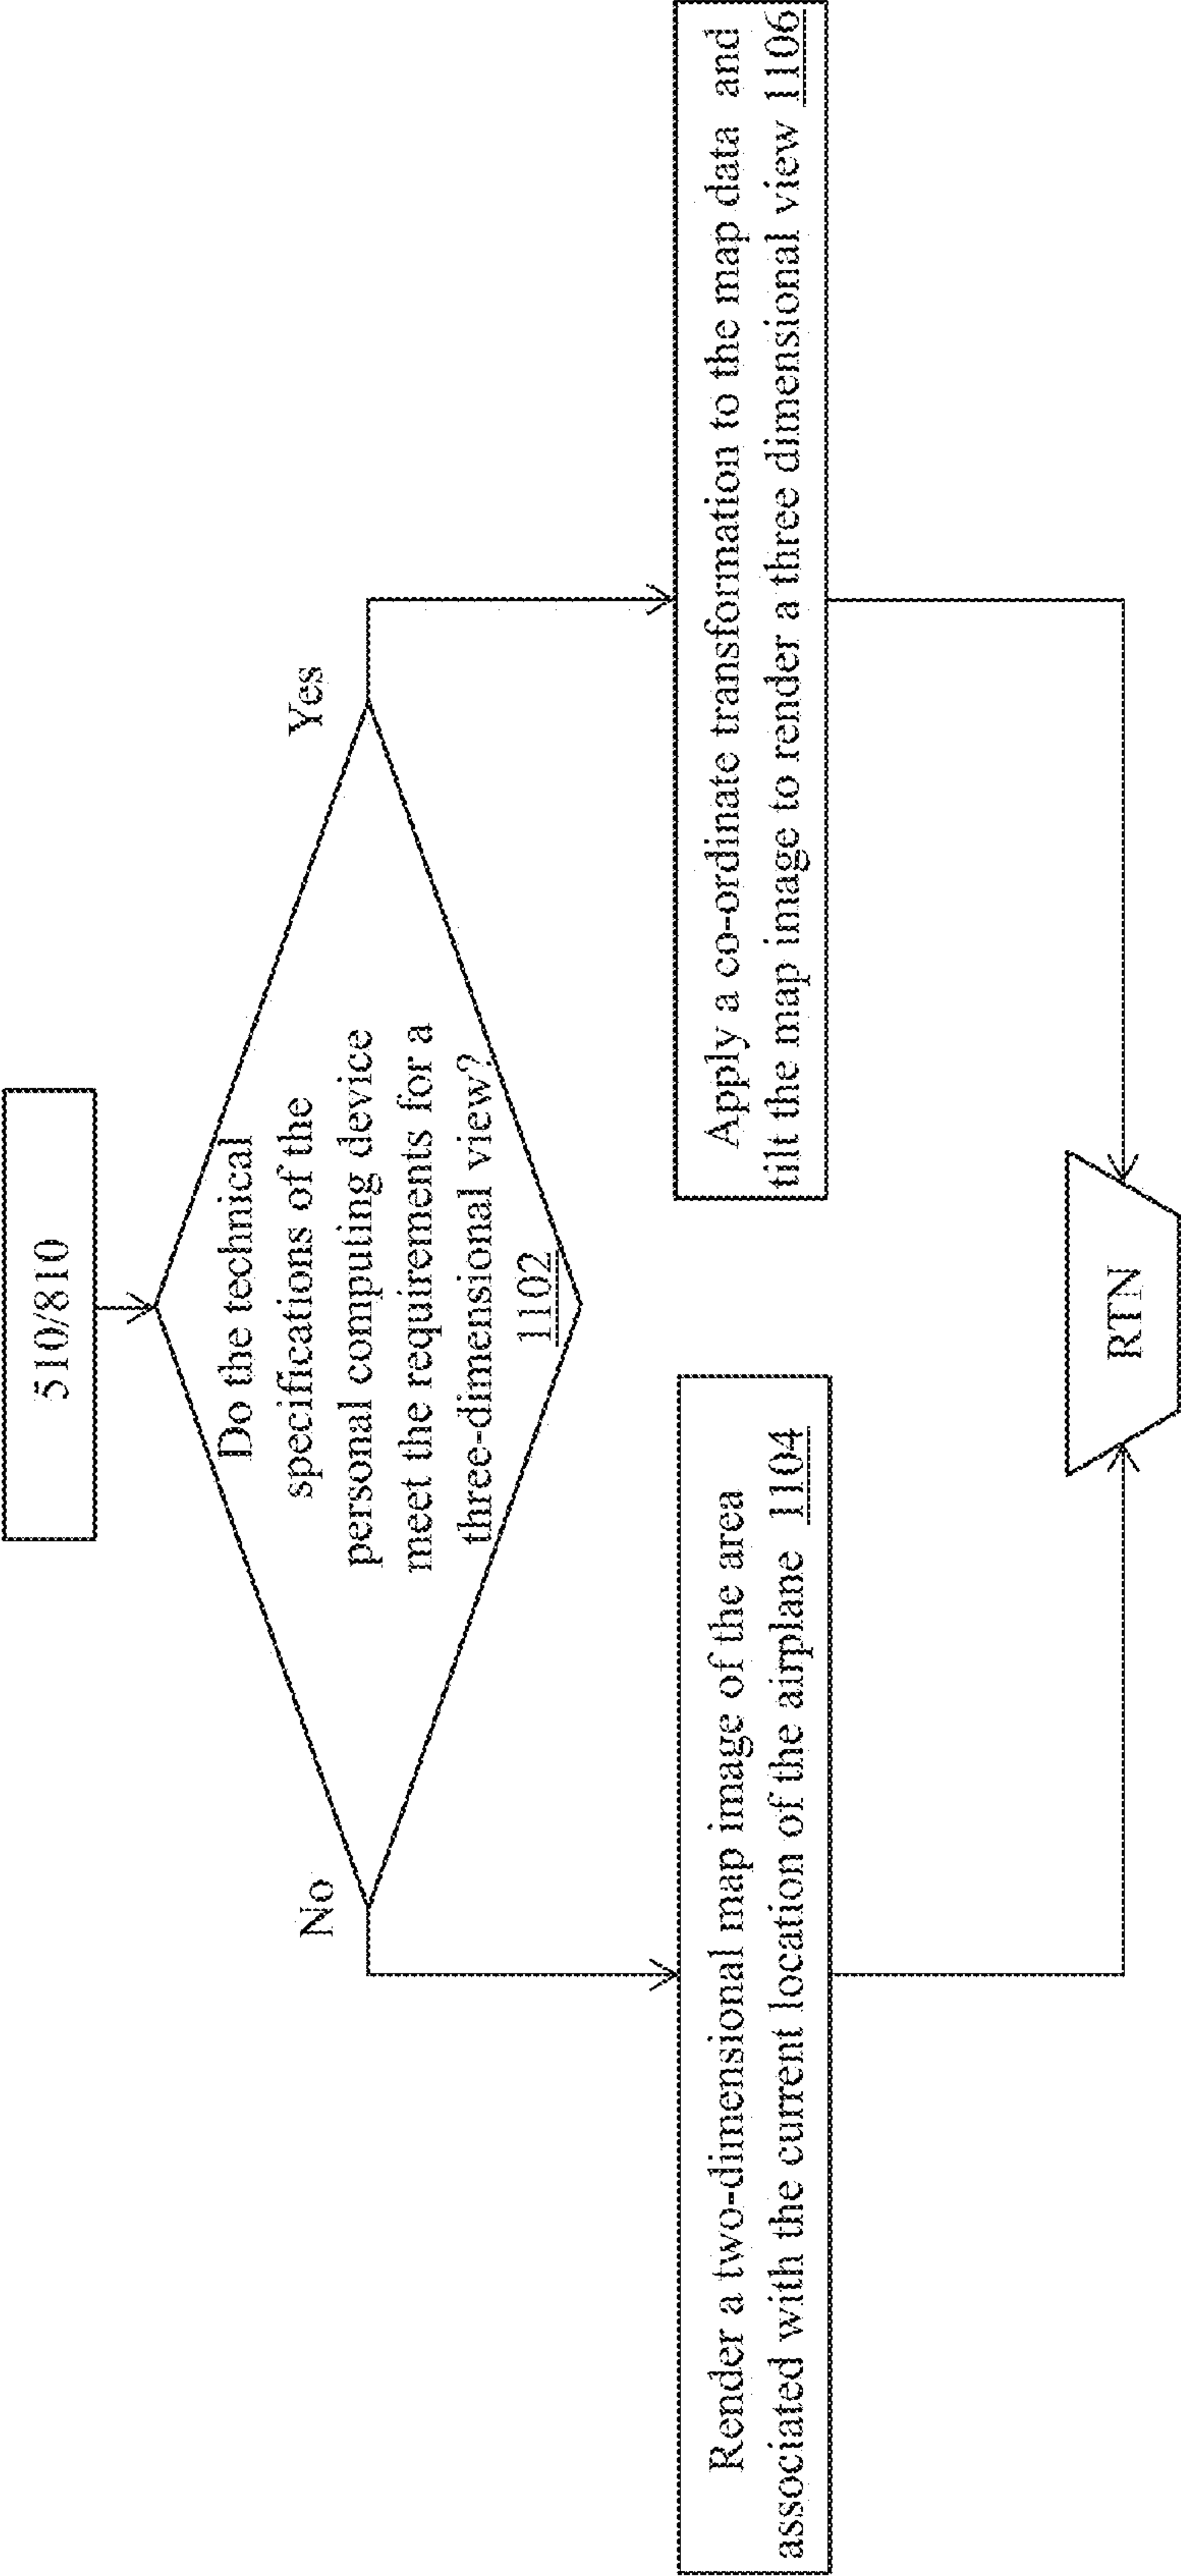 510/810
Do the technical
specifications of the
personal computing device
meet the requirements for a
three-dimensional view?
1102
No
Yes
Render a two-dimensional map image of the area
associated with the current location of the airplane 1104
Apply a co-ordinate transformation to the map data and
tilt the map image to render a three dimensional view 1106
RTN